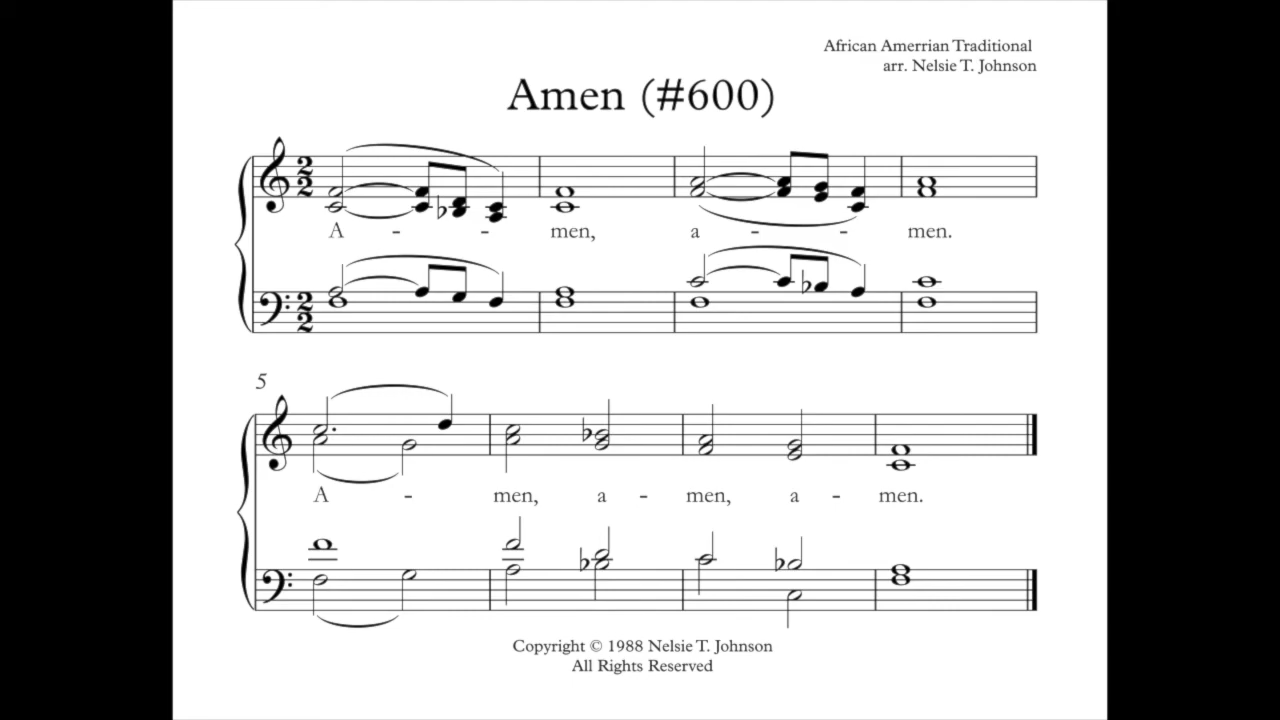 African Amerrian Traditional
arr. Nelsie T. Johnson
Amen (#600)
A - - men, a - - men.
5
A - men, a - men, a - men.
Copyright © 1988 Nelsie T. Johnson
All Rights Reserved